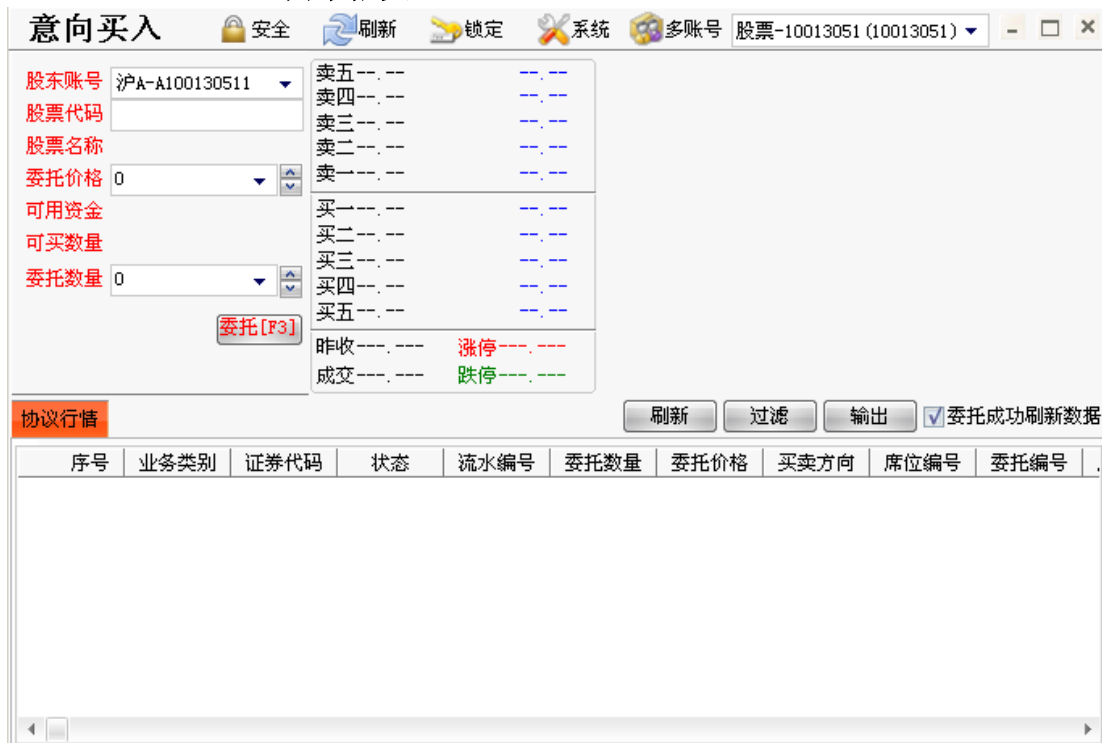 意向买入 安全 刷新 锁定 系统 多账号 股票-10013051(10013051)
股东账号 沪A-A100130511
股票代码
股票名称
委托价格 0
可用资金
可买数量
委托数量 0
委托[F3]
卖五--.-- --.--
卖四--.-- --.--
卖三--.-- --.--
卖二--.-- --.--
卖一--.-- --.--
买一--.-- --.--
买二--.-- --.--
买三--.-- --.--
买四--.-- --.--
买五--.-- --.--
昨收---.--- 涨停---.---
成交---.--- 跌停---.---
协议行情 刷新 过滤 输出 委托成功刷新数据
序号 业务类别 证券代码 状态 流水编号 委托数量 委托价格 买卖方向 席位编号 委托编号